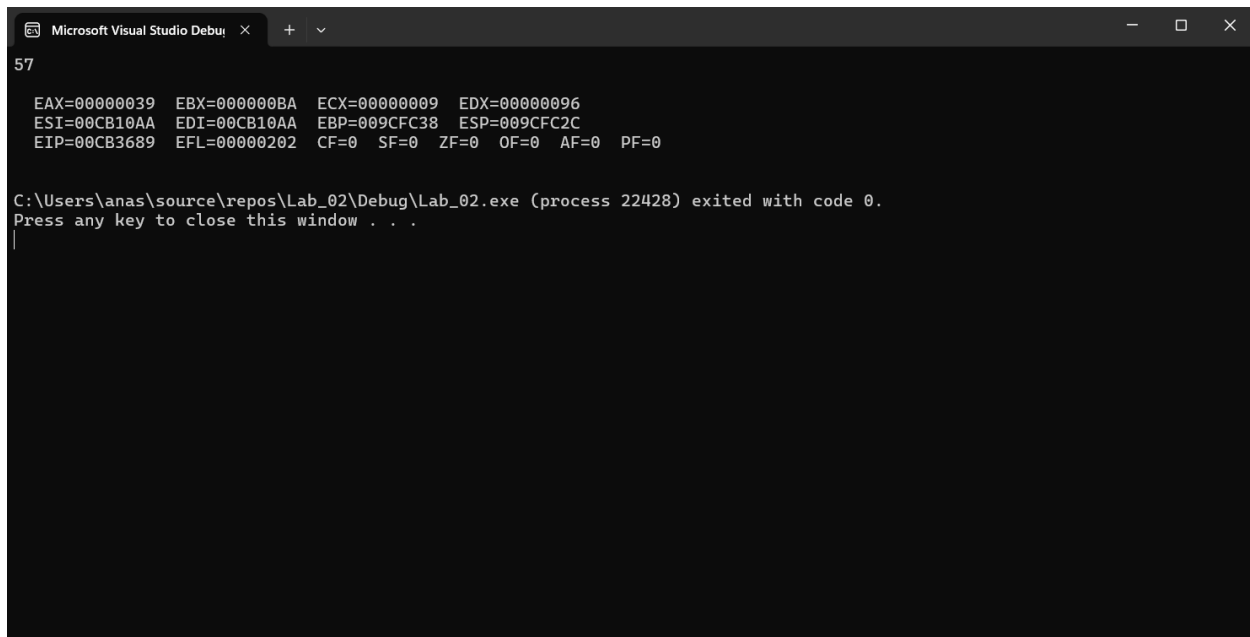 Microsoft Visual Studio Debu
57
EAX=00000039  EBX=000000BA  ECX=00000009  EDX=00000096
ESI=00CB10AA  EDI=00CB10AA  EBP=009CFC38  ESP=009CFC2C
EIP=00CB3689  EFL=00000202  CF=0  SF=0  ZF=0  OF=0  AF=0  PF=0
C:\Users\anas\source\repos\Lab_02\Debug\Lab_02.exe (process 22428) exited with code 0.
Press any key to close this window . . .